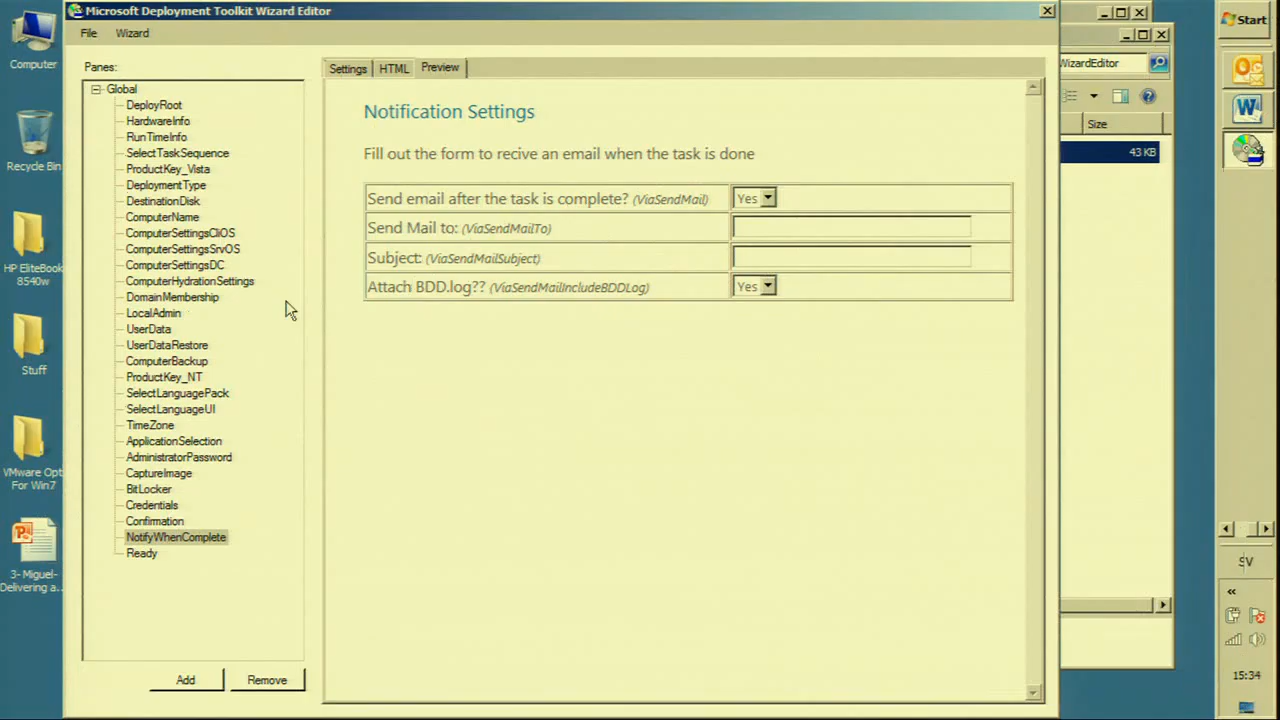 Microsoft Deployment Toolkit Wizard Editor
File Wizard
Panes:
Settings HTML Preview
Global
DeployRoot
HardwareInfo
RunTimeInfo
SelectTaskSequence
ProductKey_Vista
DeploymentType
DestinationDisk
ComputerName
ComputerSettingsCliOS
ComputerSettingsSrvOS
ComputerSettingsDC
ComputerHydrationSettings
DomainMembership
LocalAdmin
UserData
UserDataRestore
ComputerBackup
ProductKey_NT
SelectLanguagePack
SelectLanguageUI
TimeZone
ApplicationSelection
AdministratorPassword
CaptureImage
BitLocker
Credentials
Confirmation
NotifyWhenComplete
Ready
Add Remove
Notification Settings
Fill out the form to recive an email when the task is done
Send email after the task is complete? (ViaSendMail) Yes
Send Mail to: (ViaSendMailTo)
Subject: (ViaSendMailSubject)
Attach BDD.log?? (ViaSendMailIncludeBDDLog) Yes
Computer
Recycle Bin
HP EliteBook
8540w
Stuff
VMware Opt
For Win7
3- Miguel-
Delivering a...
WizardEditor
Size
43 KB
Start
SV
15:34